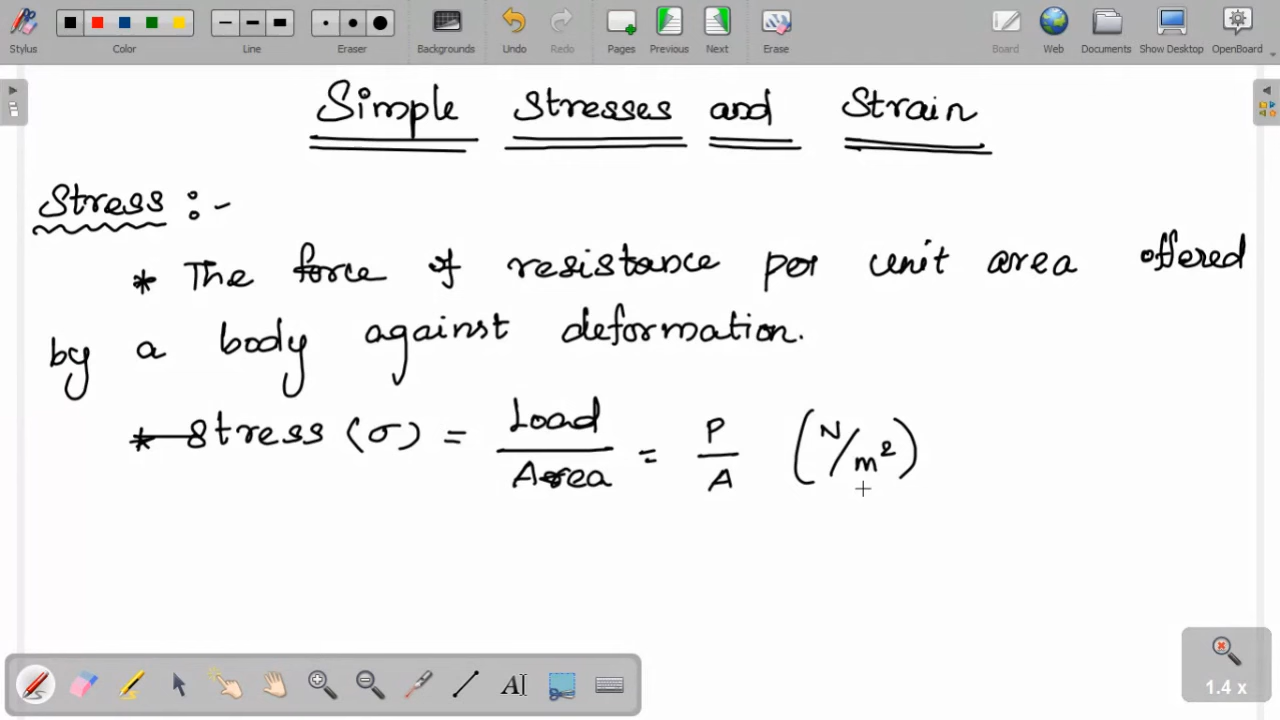 Stylus Color Line Eraser Backgrounds Undo Redo Pages Previous Next Erase Board Web Documents Show Desktop OpenBoard
Simple Stresses and Strain
Stress :-
* The force of resistance per unit area offered
by a body against deformation.
* Stress (σ) = Load / Area = P / A (N/m²)
AI
1.4 x